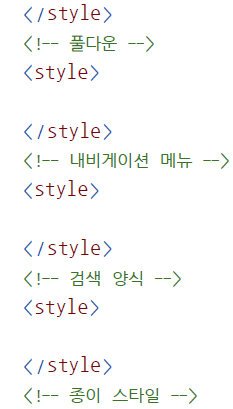 </style>
<!-- 풀다운 -->
<style>
</style>
<!-- 내비게이션 메뉴 -->
<style>
</style>
<!-- 검색 양식 -->
<style>
</style>
<!-- 종이 스타일 -->